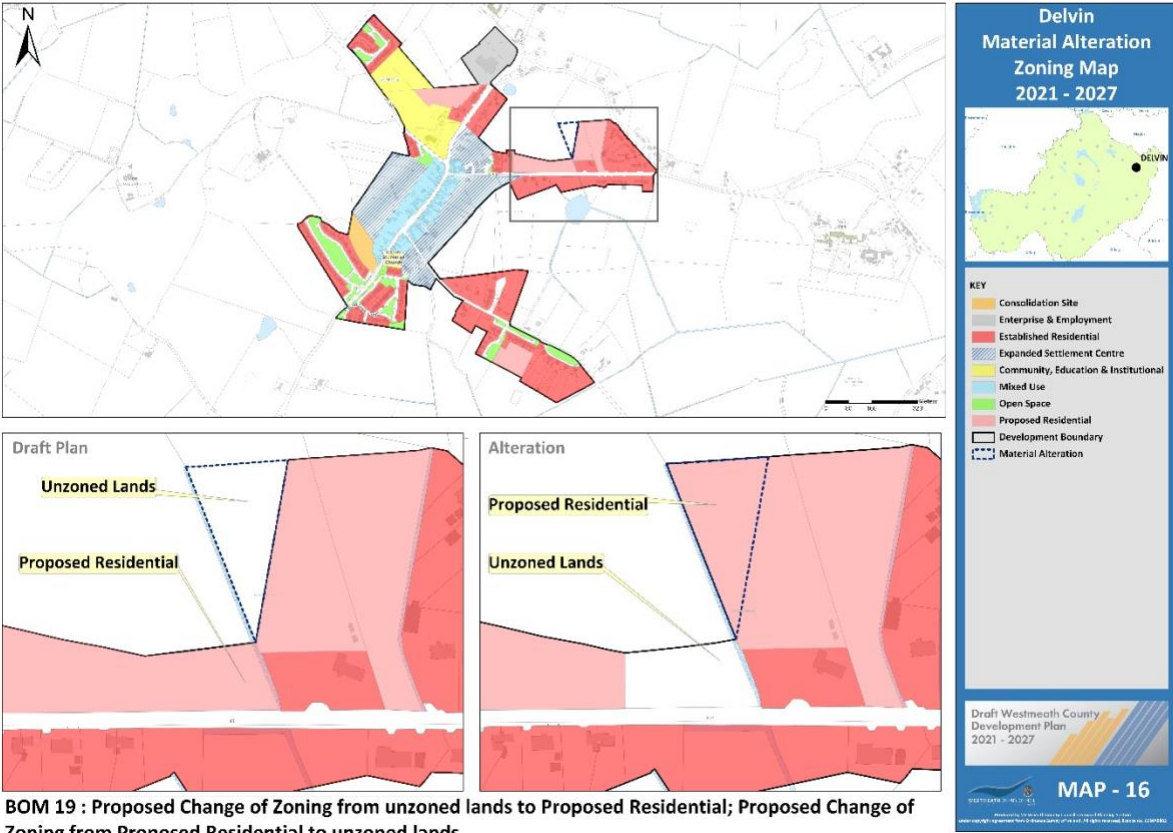 N
Delvin
Material Alteration
Zoning Map
2021 - 2027
DELVIN
KEY
Consolidation Site
Enterprise & Employment
Established Residential
Expanded Settlement Centre
Community, Education & Institutional
Mixed Use
Open Space
Proposed Residential
Development Boundary
Material Alteration
Draft Plan
Unzoned Lands
Proposed Residential
Alteration
Proposed Residential
Unzoned Lands
Draft Westmeath County
Development Plan
2021 - 2027
MAP - 16
BOM 19 : Proposed Change of Zoning from unzoned lands to Proposed Residential; Proposed Change of
Zoning from Proposed Residential to unzoned lands